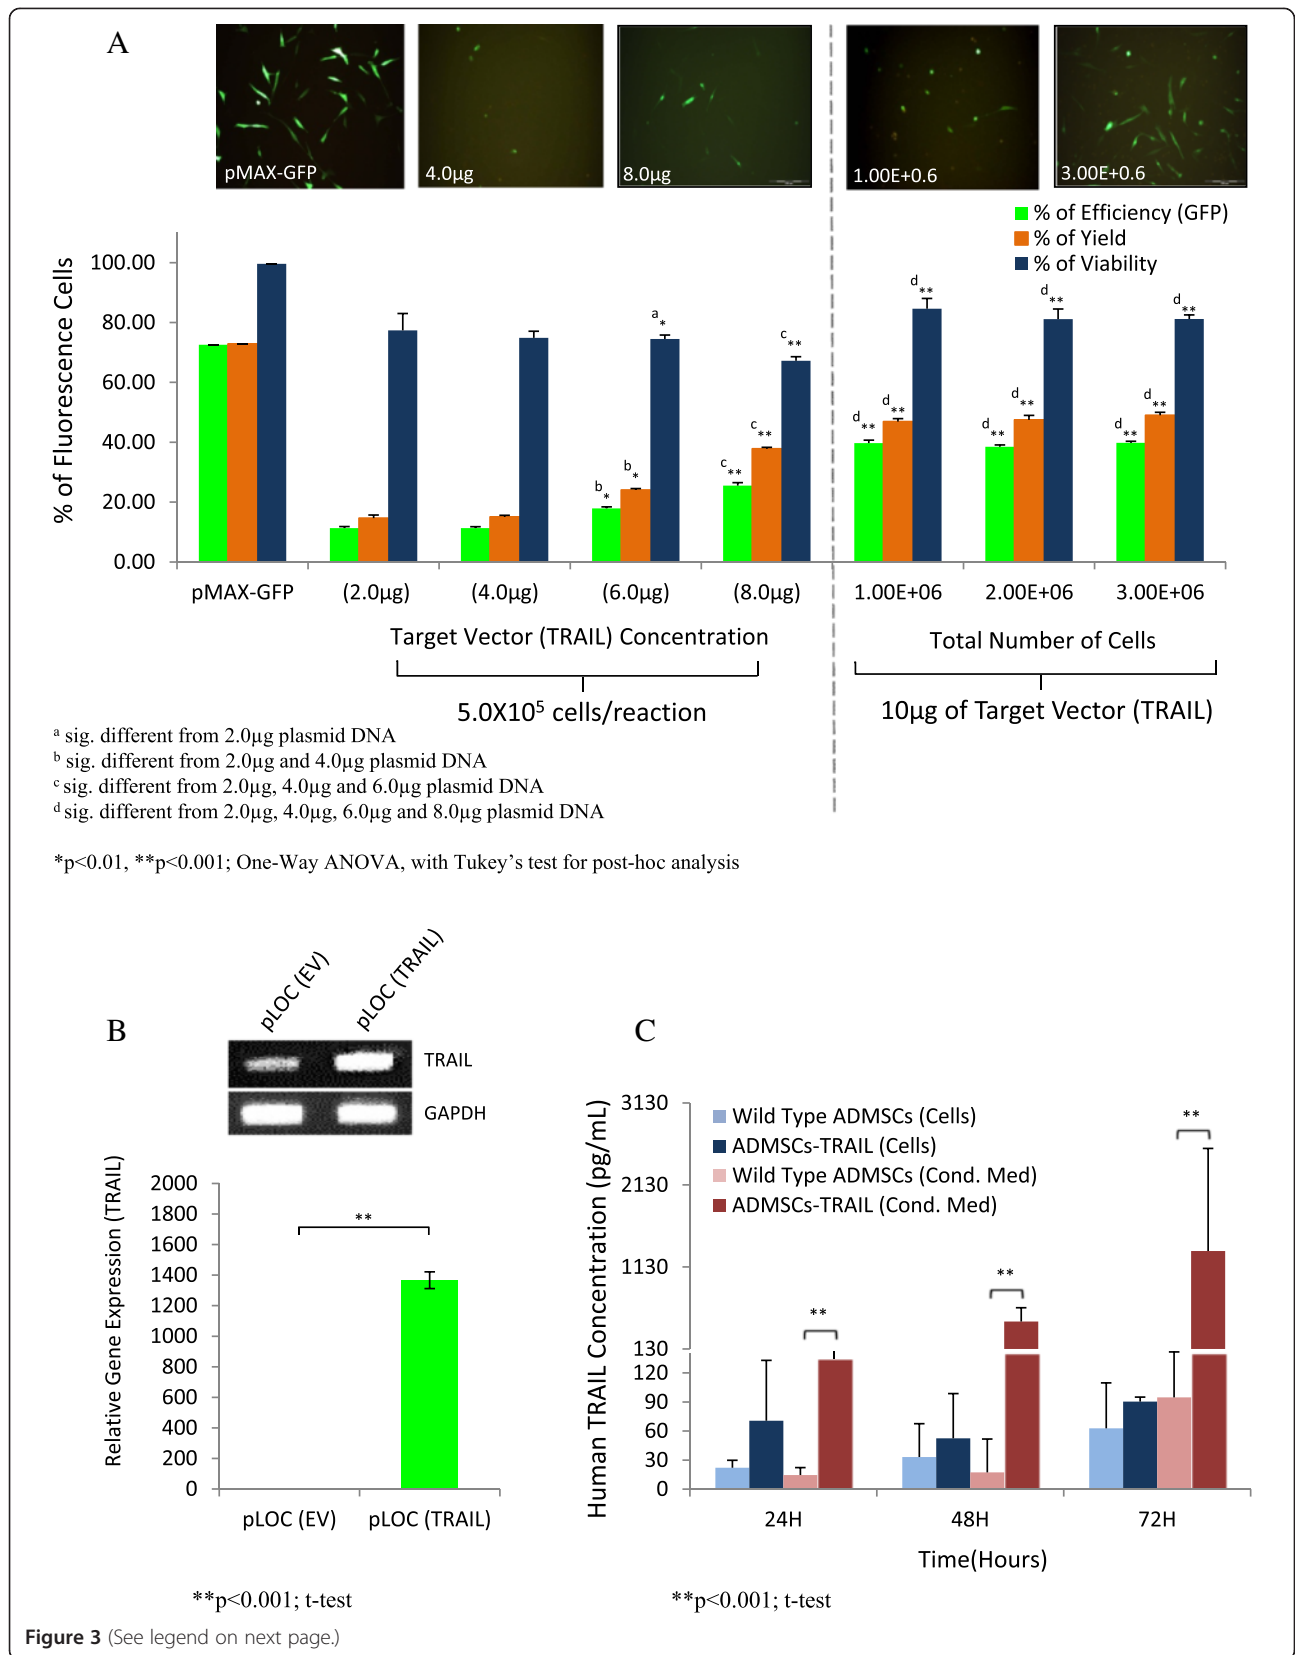 A
pMAX-GFP
4.0µg
8.0µg
1.00E+0.6
3.00E+0.6
% of Efficiency (GFP)
% of Yield
% of Viability
% of Fluorescence Cells
100.00
80.00
60.00
40.00
20.00
0.00
a
*
b
*
b
*
c
**
c
**
c
**
d
**
d
**
d
**
d
**
d
**
d
**
d
**
d
**
d
**
pMAX-GFP
(2.0µg)
(4.0µg)
(6.0µg)
(8.0µg)
1.00E+06
2.00E+06
3.00E+06
Target Vector (TRAIL) Concentration
Total Number of Cells
5.0X10⁵ cells/reaction
10µg of Target Vector (TRAIL)
ᵃ sig. different from 2.0µg plasmid DNA
ᵇ sig. different from 2.0µg and 4.0µg plasmid DNA
ᶜ sig. different from 2.0µg, 4.0µg and 6.0µg plasmid DNA
ᵈ sig. different from 2.0µg, 4.0µg, 6.0µg and 8.0µg plasmid DNA
*p<0.01, **p<0.001; One-Way ANOVA, with Tukey's test for post-hoc analysis
B
pLOC (EV)
pLOC (TRAIL)
TRAIL
GAPDH
Relative Gene Expression (TRAIL)
2000
1800
1600
1400
1200
1000
800
600
400
200
0
**
pLOC (EV)
pLOC (TRAIL)
**p<0.001; t-test
C
Human TRAIL Concentration (pg/mL)
3130
2130
1130
130
120
90
60
30
0
Wild Type ADMSCs (Cells)
ADMSCs-TRAIL (Cells)
Wild Type ADMSCs (Cond. Med)
ADMSCs-TRAIL (Cond. Med)
**
**
**
24H
48H
72H
Time(Hours)
**p<0.001; t-test
Figure 3 (See legend on next page.)